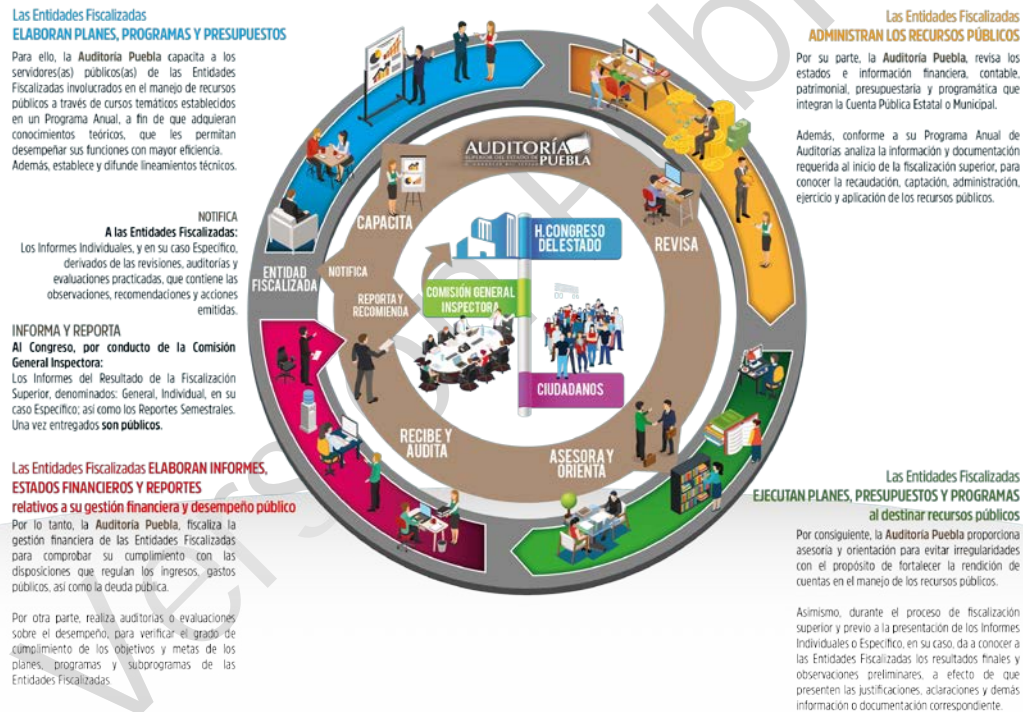 Las Entidades Fiscalizadas
ELABORAN PLANES, PROGRAMAS Y PRESUPUESTOS
Para ello, la Auditoría Puebla capacita a los
servidores(as) públicos(as) de las Entidades
Fiscalizadas involucrados en el manejo de recursos
públicos a través de cursos temáticos establecidos
en un Programa Anual, a fin de que adquieran
conocimientos teóricos, que les permitan
desempeñar sus funciones con mayor eficiencia.
Además, establece y difunde lineamientos técnicos.
NOTIFICA
A las Entidades Fiscalizadas:
Los Informes Individuales, y en su caso Específico,
derivados de las revisiones, auditorías y
evaluaciones practicadas, que contiene las
observaciones, recomendaciones y acciones
emitidas.
INFORMA Y REPORTA
Al Congreso, por conducto de la Comisión
General Inspectora:
Los Informes del Resultado de la Fiscalización
Superior, denominados: General, Individual, en su
caso Específico; así como los Reportes Semestrales.
Una vez entregados son públicos.
Las Entidades Fiscalizadas ELABORAN INFORMES,
ESTADOS FINANCIEROS Y REPORTES
relativos a su gestión financiera y desempeño público
Por lo tanto, la Auditoría Puebla, fiscaliza la
gestión financiera de las Entidades Fiscalizadas
para comprobar su cumplimiento con las
disposiciones que regulan los ingresos, gastos
públicos, así como la deuda pública.
Por otra parte, realiza auditorías o evaluaciones
sobre el desempeño, para verificar el grado de
cumplimiento de los objetivos y metas de los
planes, programas y subprogramas de las
Entidades Fiscalizadas
AUDITORÍA
SUPERIOR DEL ESTADO DE
PUEBLA
CAPACITA
H. CONGRESO
DEL ESTADO
REVISA
ENTIDAD
FISCALIZADA
NOTIFICA
REPORTA Y
RECOMIENDA
COMISIÓN GENERAL
INSPECTORA
CIUDADANOS
RECIBE Y
AUDITA
ASESORA Y
ORIENTA
Las Entidades Fiscalizadas
ADMINISTRAN LOS RECURSOS PÚBLICOS
Por su parte, la Auditoría Puebla, revisa los
estados e información financiera, contable,
patrimonial, presupuestaria y programática que
integran la Cuenta Pública Estatal o Municipal.
Además, conforme a su Programa Anual de
Auditorías analiza la información y documentación
requerida al inicio de la fiscalización superior, para
conocer la recaudación, captación, administración,
ejercicio y aplicación de los recursos públicos.
Las Entidades Fiscalizadas
EJECUTAN PLANES, PRESUPUESTOS Y PROGRAMAS
al destinar recursos públicos
Por consiguiente, la Auditoría Puebla proporciona
asesoría y orientación para evitar irregularidades
con el propósito de fortalecer la rendición de
cuentas en el manejo de los recursos públicos.
Asimismo, durante el proceso de fiscalización
superior y previo a la presentación de los Informes
Individuales o Específico, en su caso, da a conocer a
las Entidades Fiscalizadas los resultados finales y
observaciones preliminares, a efecto de que
presenten las justificaciones, aclaraciones y demás
información o documentación correspondiente.